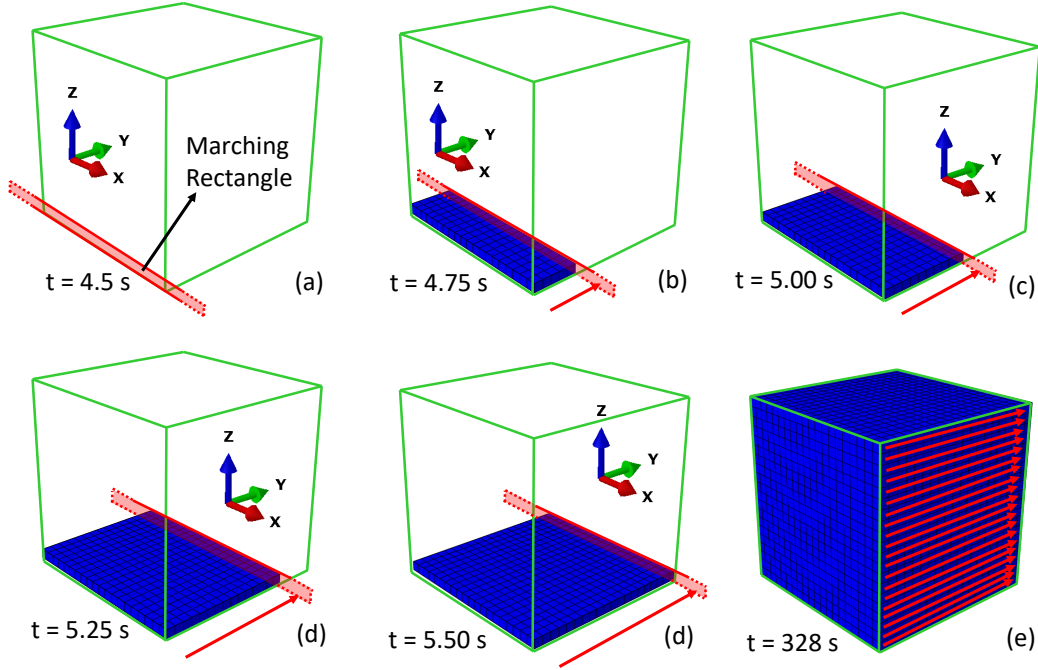 Z
Y
X
Marching
Rectangle
t = 4.5 s
(a)
Z
Y
X
t = 4.75 s
(b)
Z
Y
X
t = 5.00 s
(c)
Z
Y
X
t = 5.25 s
(d)
Z
Y
X
t = 5.50 s
(d)
t = 328 s
(e)